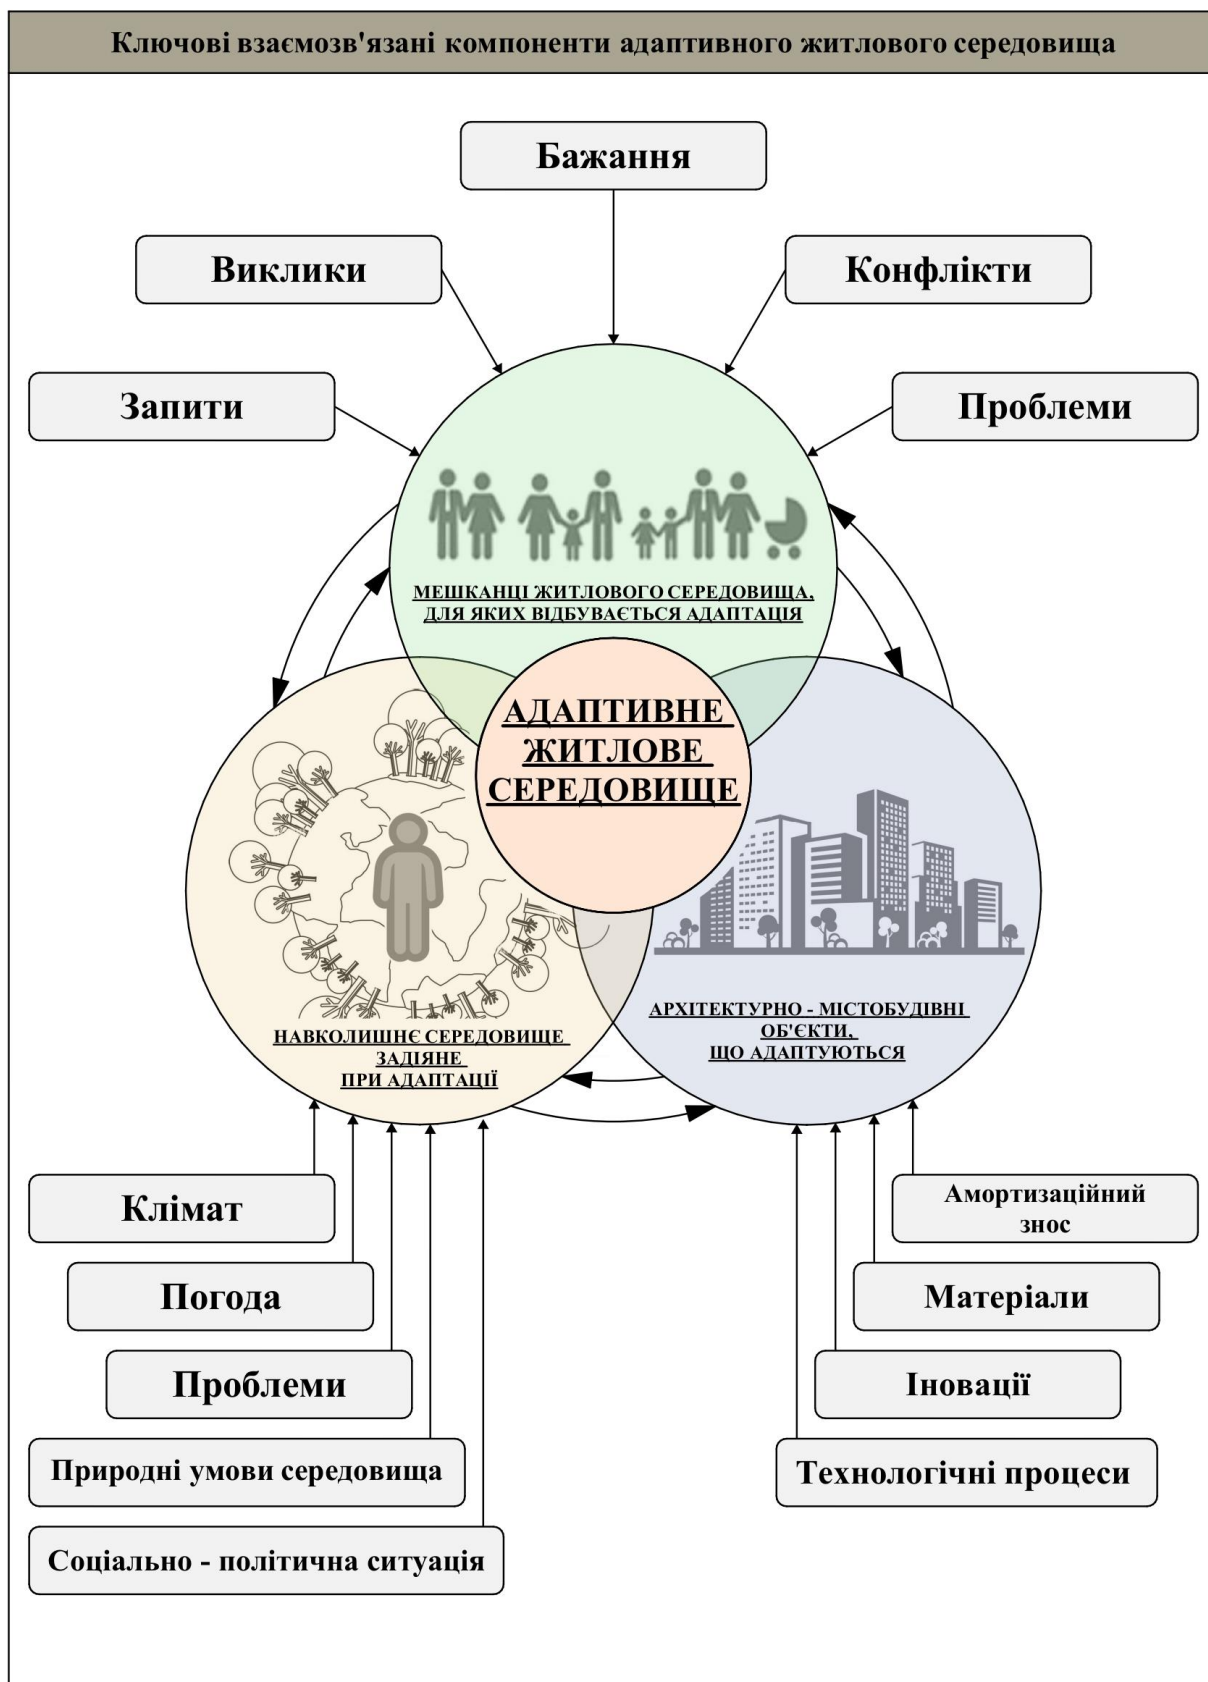 Ключові взаємозв'язані компоненти адаптивного житлового середовища
Бажання
Виклики
Конфлікти
Запити
Проблеми
МЕШКАНЦІ ЖИТЛОВОГО СЕРЕДОВИЩА,
ДЛЯ ЯКИХ ВІДБУВАЄТЬСЯ АДАПТАЦІЯ
АДАПТИВНЕ
ЖИТЛОВЕ
СЕРЕДОВИЩЕ
НАВКОЛИШНЄ СЕРЕДОВИЩЕ
ЗАДІЯНЕ
ПРИ АДАПТАЦІЇ
АРХІТЕКТУРНО - МІСТОБУДІВНІ
ОБ'ЄКТИ,
ЩО АДАПТУЮТЬСЯ
Клімат
Погода
Проблеми
Природні умови середовища
Соціально - політична ситуація
Амортизаційний
знос
Матеріали
Іновації
Технологічні процеси